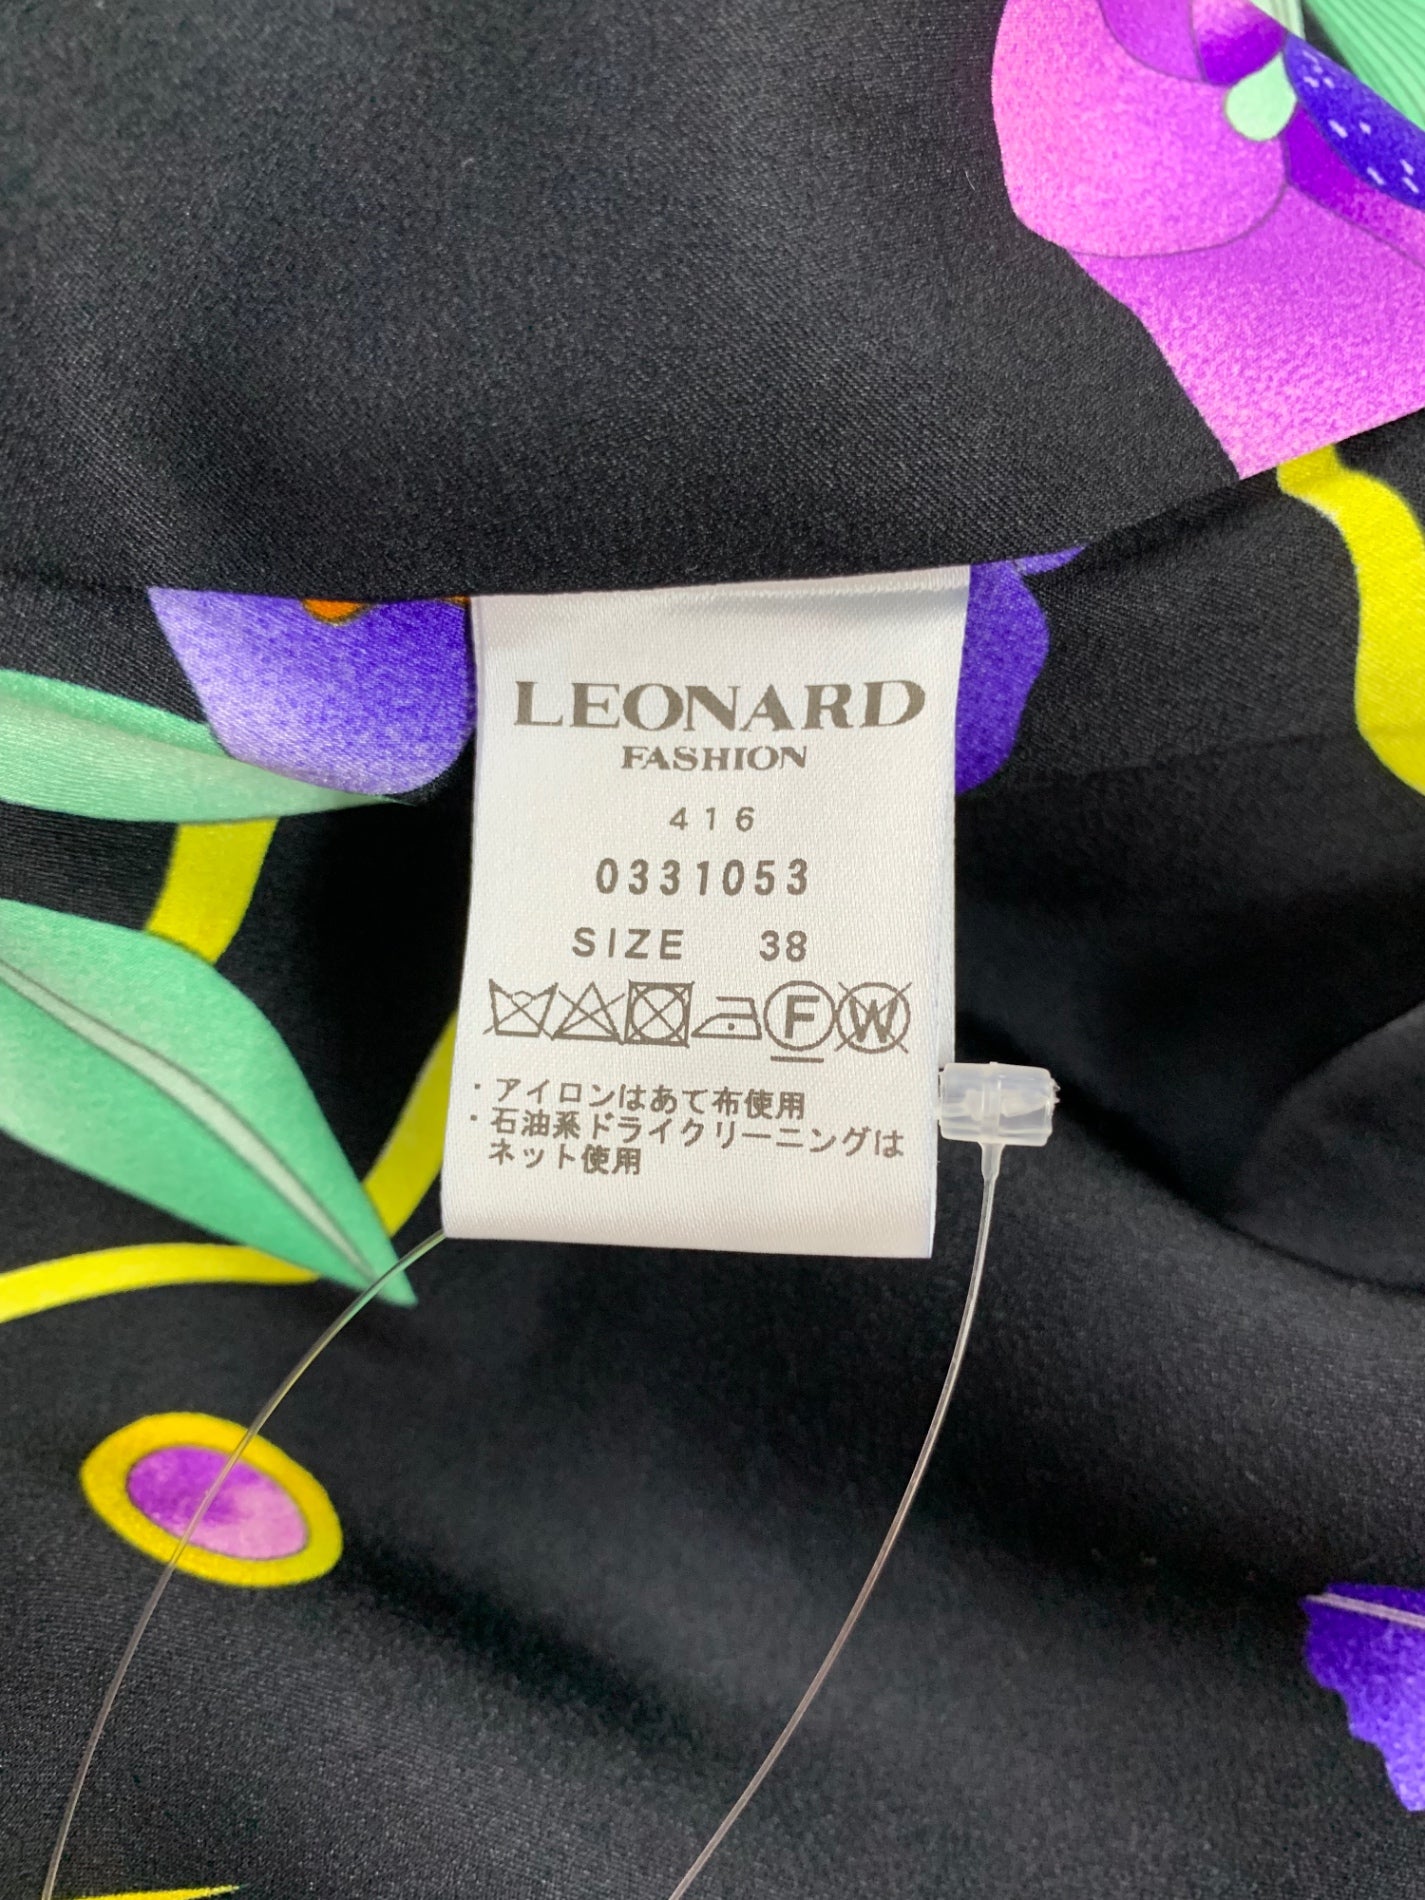 LEONARD
FASHION
416
0331053
SIZE 38
F W
・アイロンはあて布使用
・石油系ドライクリーニングは
ネット使用